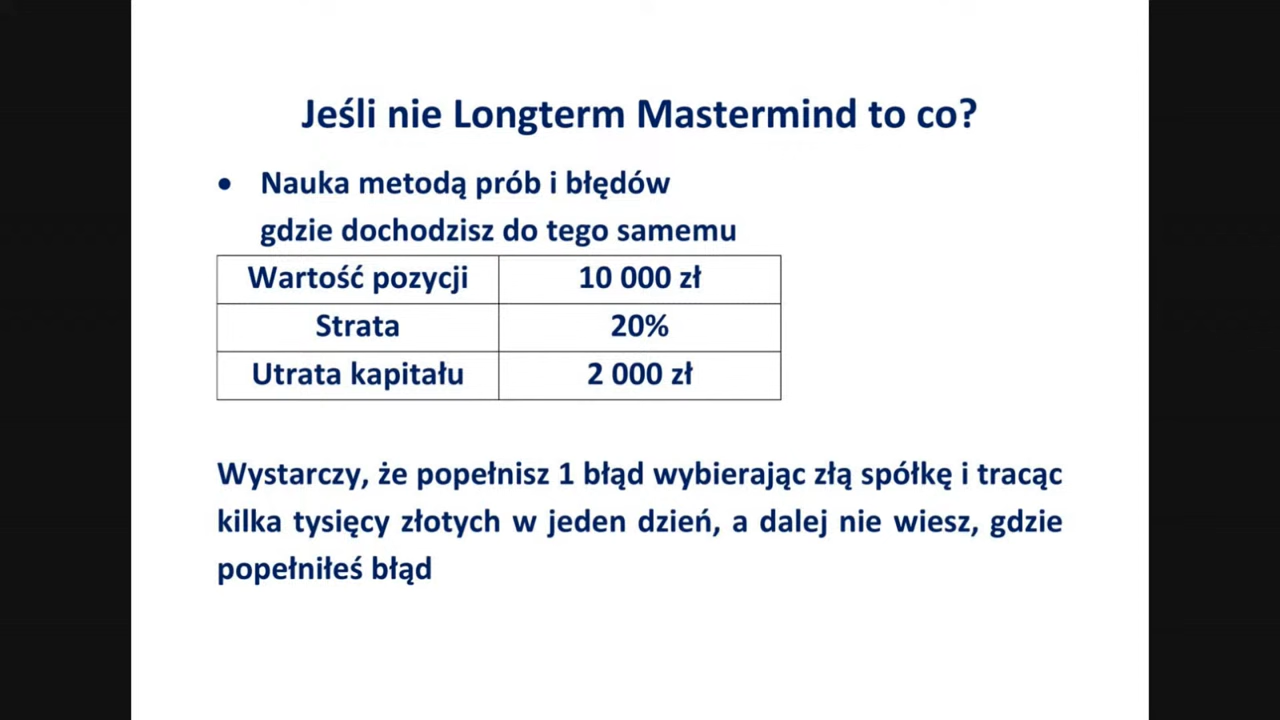 Jeśli nie Longterm Mastermind to co?
• Nauka metodą prób i błędów
gdzie dochodzisz do tego samemu
Wartość pozycji 10 000 zł
Strata 20%
Utrata kapitału 2 000 zł
Wystarczy, że popełnisz 1 błąd wybierając złą spółkę i tracąc
kilka tysięcy złotych w jeden dzień, a dalej nie wiesz, gdzie
popełniłeś błąd